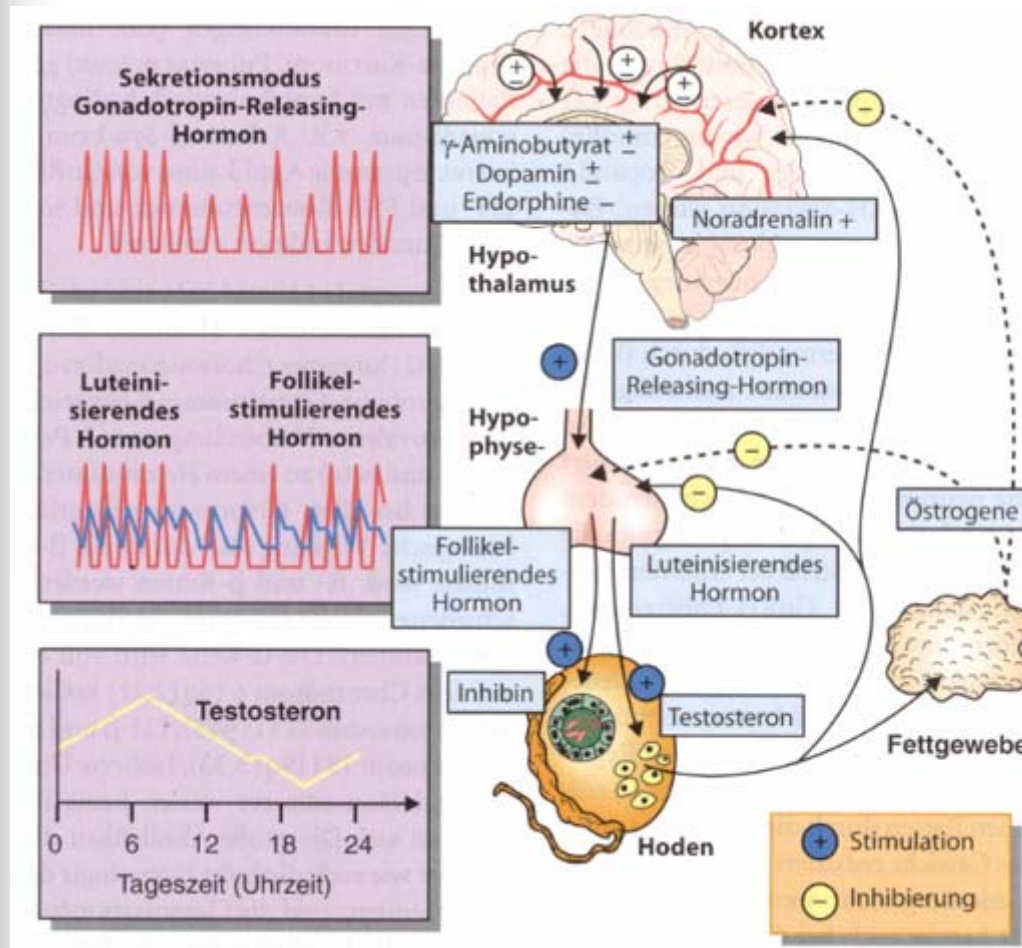 Sekretionsmodus
Gonadotropin-Releasing-
Hormon
Kortex
+
−
+
−
+
−
−
γ-Aminobutyrat ±
Dopamin ±
Endorphine −
Noradrenalin +
Hypo-
thalamus
+
Gonadotropin-
Releasing-Hormon
Luteini-
sierendes
Hormon
Follikel-
stimulierendes
Hormon
Hypo-
physe-
−
−
Östrogene
Follikel-
stimulierendes
Hormon
Luteinisierendes
Hormon
+
+
Inhibin
Testosteron
Fettgewebe
Hoden
Testosteron
0 6 12 18 24
Tageszeit (Uhrzeit)
+ Stimulation
− Inhibierung